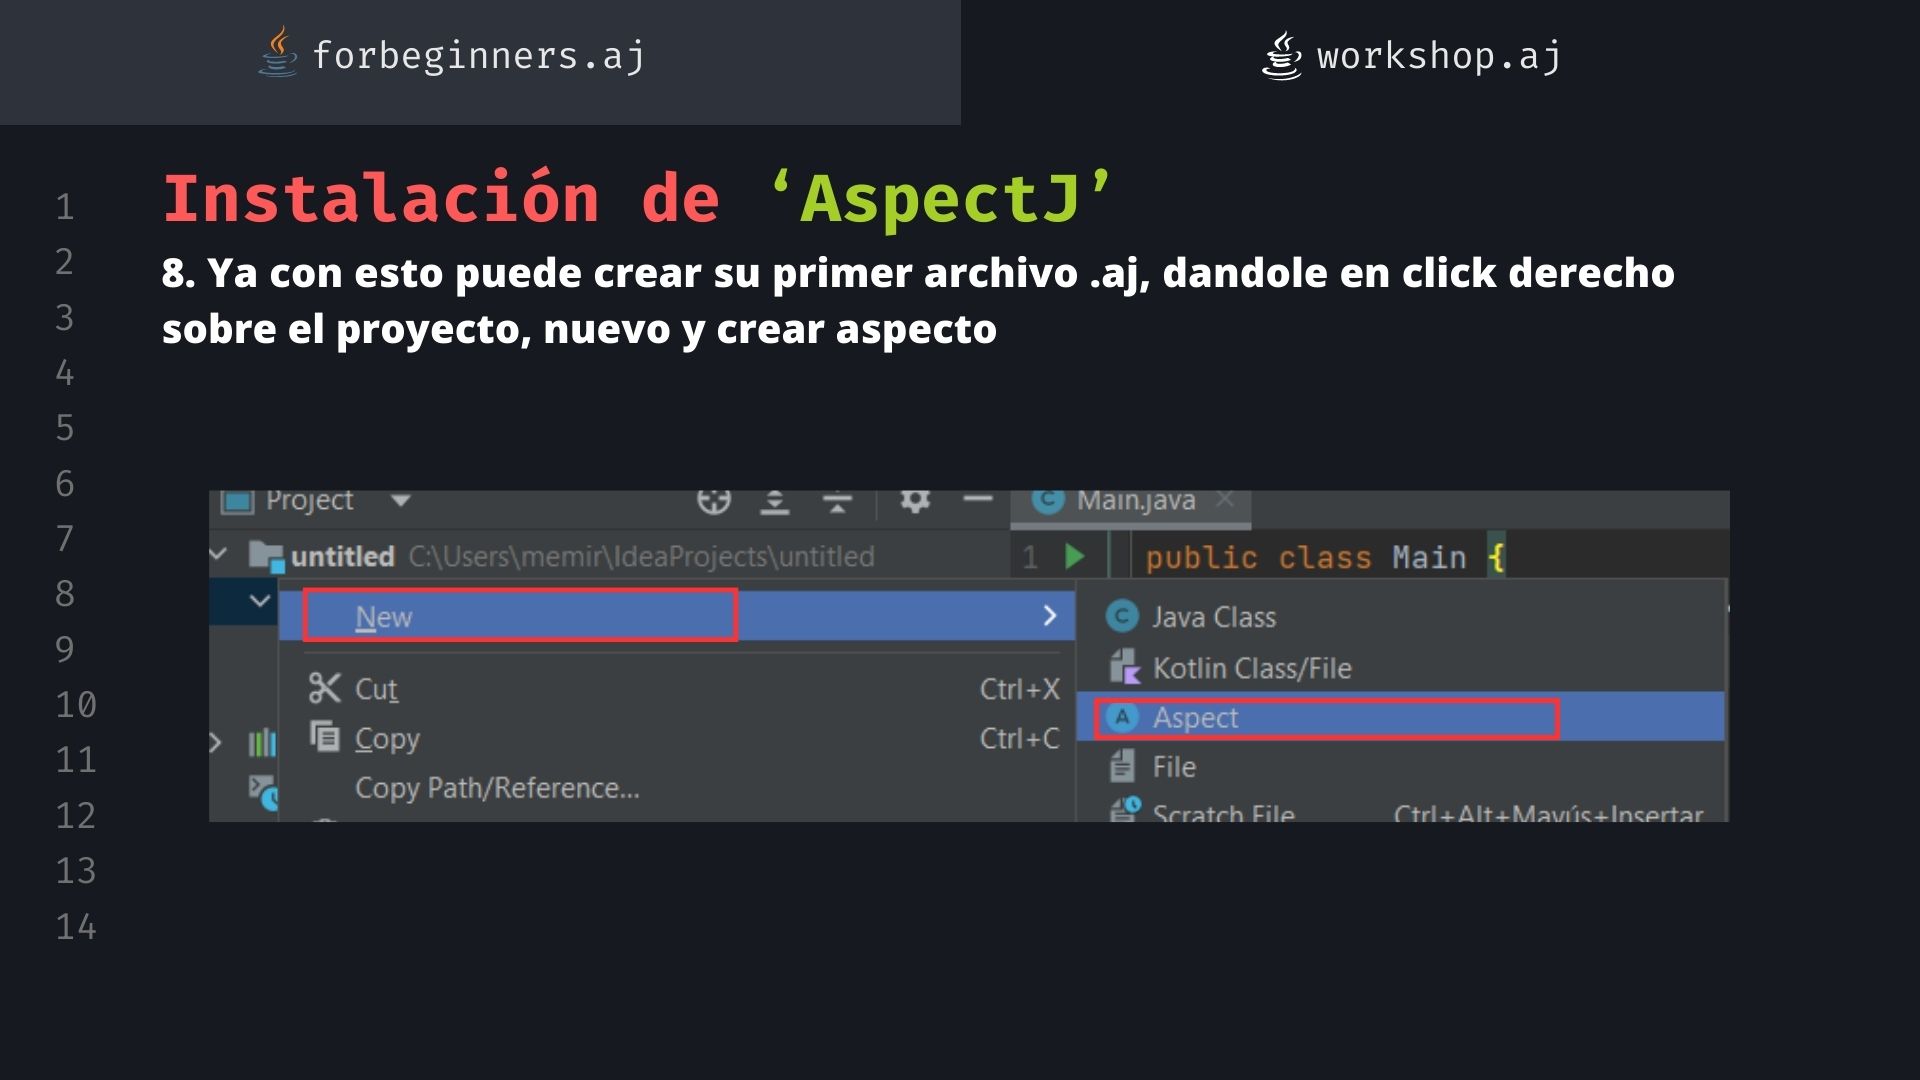 forbeginners.aj
workshop.aj
1
2
3
4
5
6
7
8
9
10
11
12
13
14
Instalación de ‘AspectJ’
8. Ya con esto puede crear su primer archivo .aj, dandole en click derecho
sobre el proyecto, nuevo y crear aspecto
Project
Main.java
untitled C:\Users\memir\IdeaProjects\untitled
1 public class Main {
New
Cut Ctrl+X
Copy Ctrl+C
Copy Path/Reference...
Java Class
Kotlin Class/File
Aspect
File
Scratch File Ctrl+Alt+Mayús+Insertar